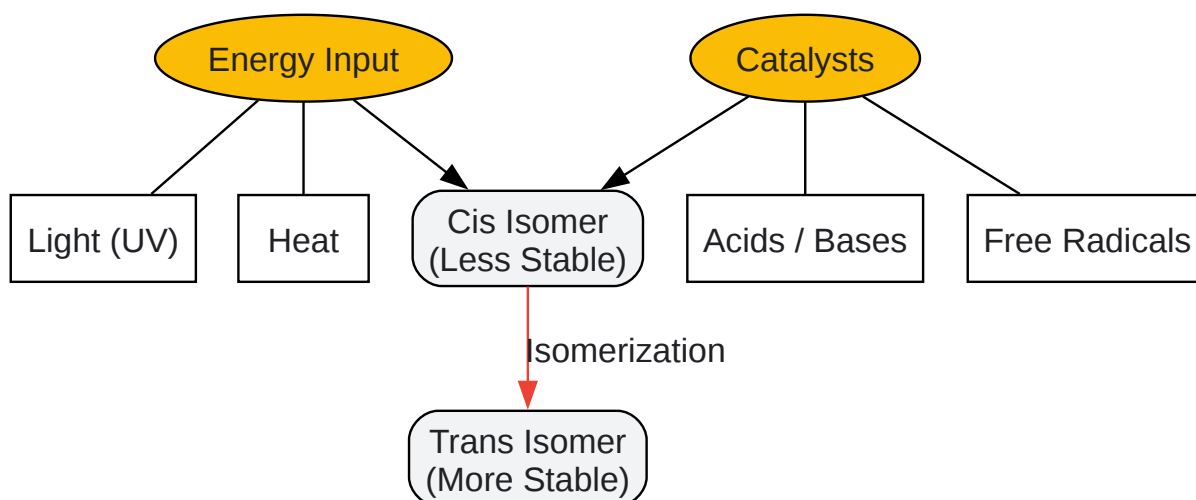 Energy Input
Catalysts
Light (UV)
Heat
Cis Isomer
(Less Stable)
Acids / Bases
Free Radicals
Isomerization
Trans Isomer
(More Stable)